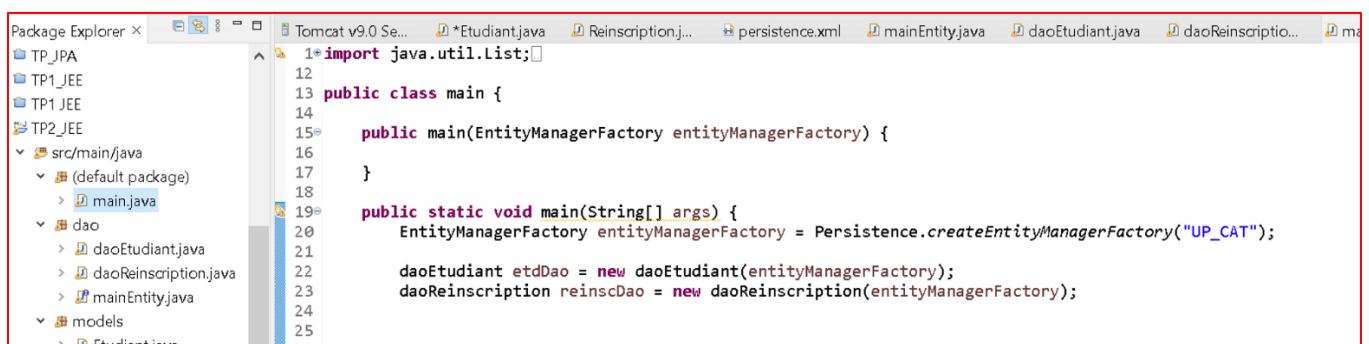 Package Explorer ×
Tomcat v9.0 Se... *Etudiant.java Reinscription.j... persistence.xml mainEntity.java daoEtudiant.java daoReinscriptio... ma
TP_JPA
TP1_JEE
TP1 JEE
TP2_JEE
src/main/java
(default package)
main.java
dao
daoEtudiant.java
daoReinscription.java
mainEntity.java
models
Etudiant.java
1 import java.util.List;
12
13 public class main {
14
15 public main(EntityManagerFactory entityManagerFactory) {
16
17 }
18
19 public static void main(String[] args) {
20 EntityManagerFactory entityManagerFactory = Persistence.createEntityManagerFactory("UP_CAT");
21
22 daoEtudiant etdDao = new daoEtudiant(entityManagerFactory);
23 daoReinscription reinscDao = new daoReinscription(entityManagerFactory);
24
25